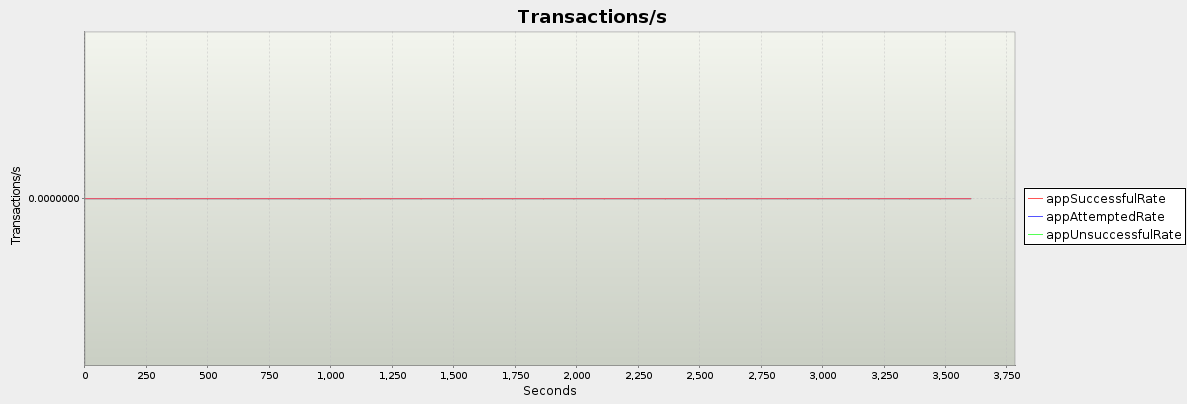 Transactions/s
Transactions/s
0.0000000
0 250 500 750 1,000 1,250 1,500 1,750 2,000 2,250 2,500 2,750 3,000 3,250 3,500 3,750
Seconds
appSuccessfulRate
appAttemptedRate
appUnsuccessfulRate